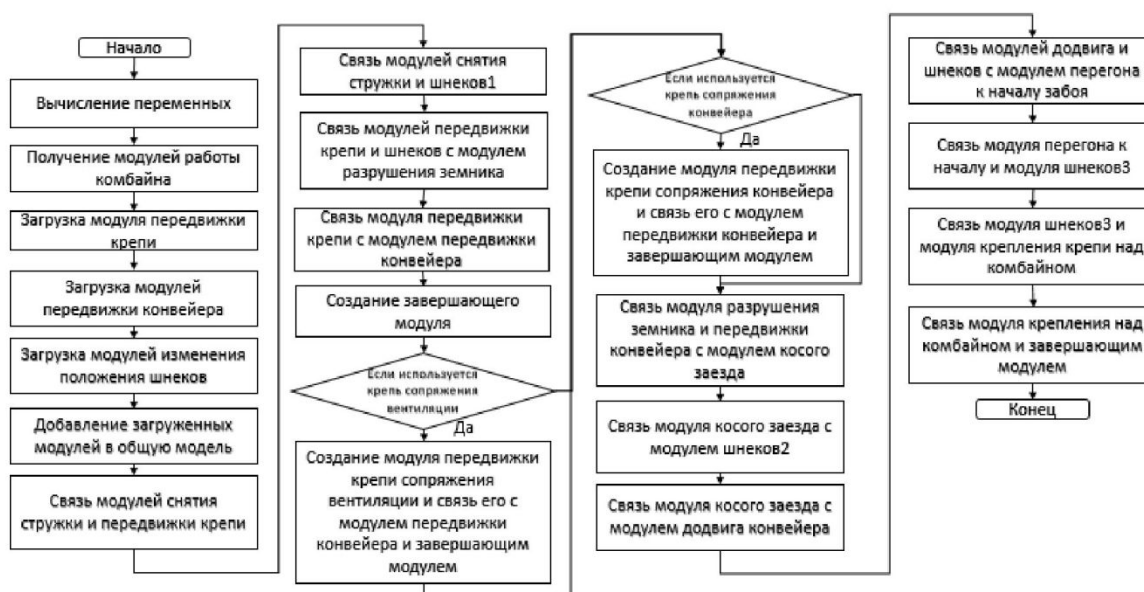 Начало
Вычисление переменных
Получение модулей работы
комбайна
Загрузка модуля передвижки
крепи
Загрузка модулей
передвижки конвейера
Загрузка модулей изменения
положения шнеков
Добавление загруженных
модулей в общую модель
Связь модулей снятия
стружки и передвижки крепи
Связь модулей снятия
стружки и шнеков1
Связь модулей передвижки
крепи и шнеков с модулем
разрушения земника
Связь модуля передвижки
крепи с модулем передвижки
конвейера
Создание завершающего
модуля
Если используется
крепь сопряжения
вентиляции
Да
Создание модуля передвижки
крепи сопряжения
вентиляции и связь его с
модулем передвижки
конвейера и завершающим
модулем
Если используется
крепь сопряжения
конвейера
Да
Создание модуля передвижки
крепи сопряжения конвейера
и связь его с модулем
передвижки конвейера и
завершающим модулем
Связь модуля разрушения
земника и передвижки
конвейера с модулем косого
заезда
Связь модуля косого заезда с
модулем шнеков2
Связь модуля косого заезда с
модулем додвига конвейера
Связь модулей додвига и
шнеков с модулем перегона
к началу забоя
Связь модуля перегона к
началу и модуля шнеков3
Связь модуля шнеков3 и
модуля крепления крепи над
комбайном
Связь модуля крепления над
комбайном и завершающим
модулем
Конец